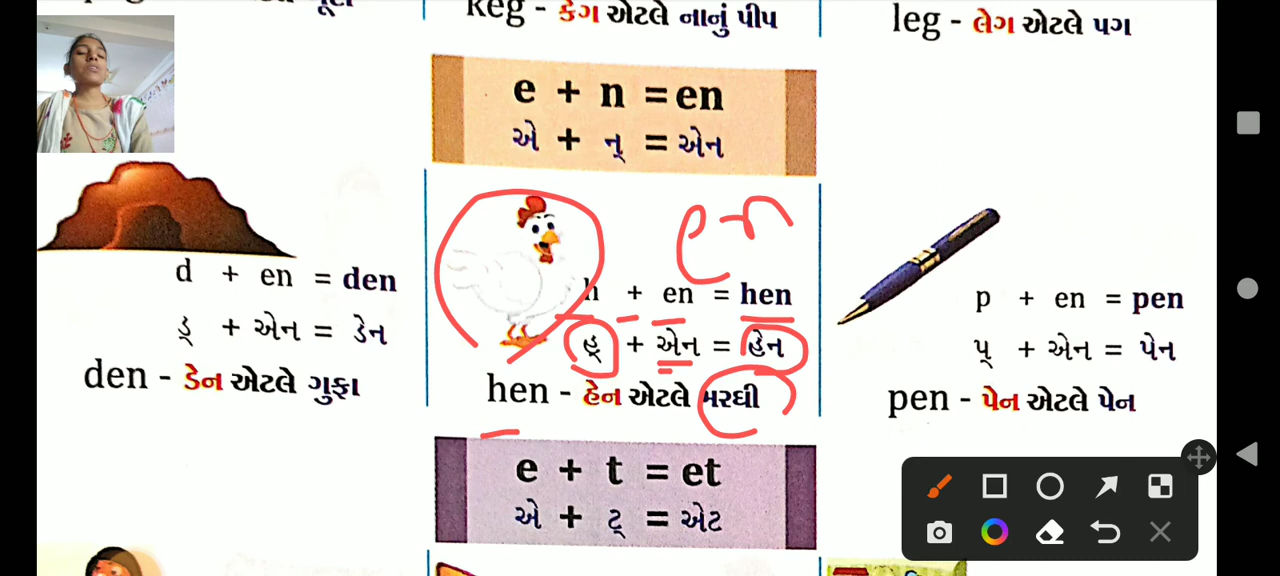 keg - કેગ એટલે નાનું પીપ
leg - લેગ એટલે પગ
e + n = en
એ + ન્ = એન
en
d + en = den
ડ્ + એન = ડેન
den - ડેન એટલે ગુફા
h + en = hen
હ્ + એન = હેન
hen - હેન એટલે મરઘી
p + en = pen
પ્ + એન = પેન
pen - પેન એટલે પેન
e + t = et
એ + ટ્ = એટ